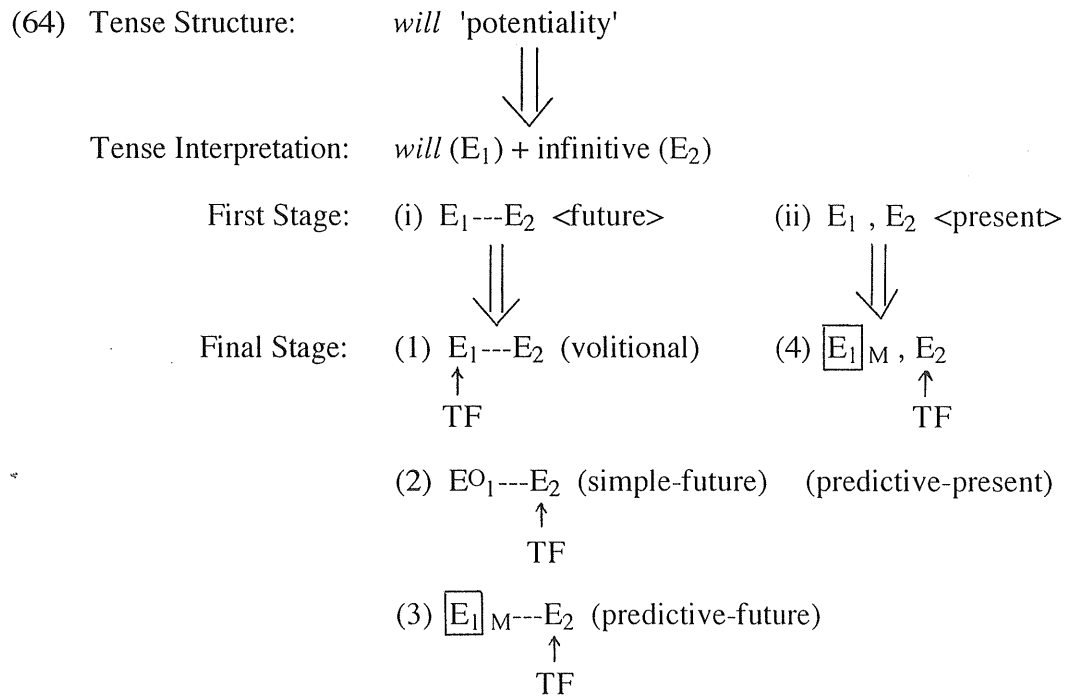 (64) Tense Structure: will 'potentiality'
Tense Interpretation: will (E₁) + infinitive (E₂)
First Stage: (i) E₁---E₂ <future> (ii) E₁ , E₂ <present>
Final Stage: (1) E₁---E₂ (volitional) (4) E₁ M , E₂
TF TF
(2) E⁰₁---E₂ (simple-future) (predictive-present)
TF
(3) E₁ M---E₂ (predictive-future)
TF